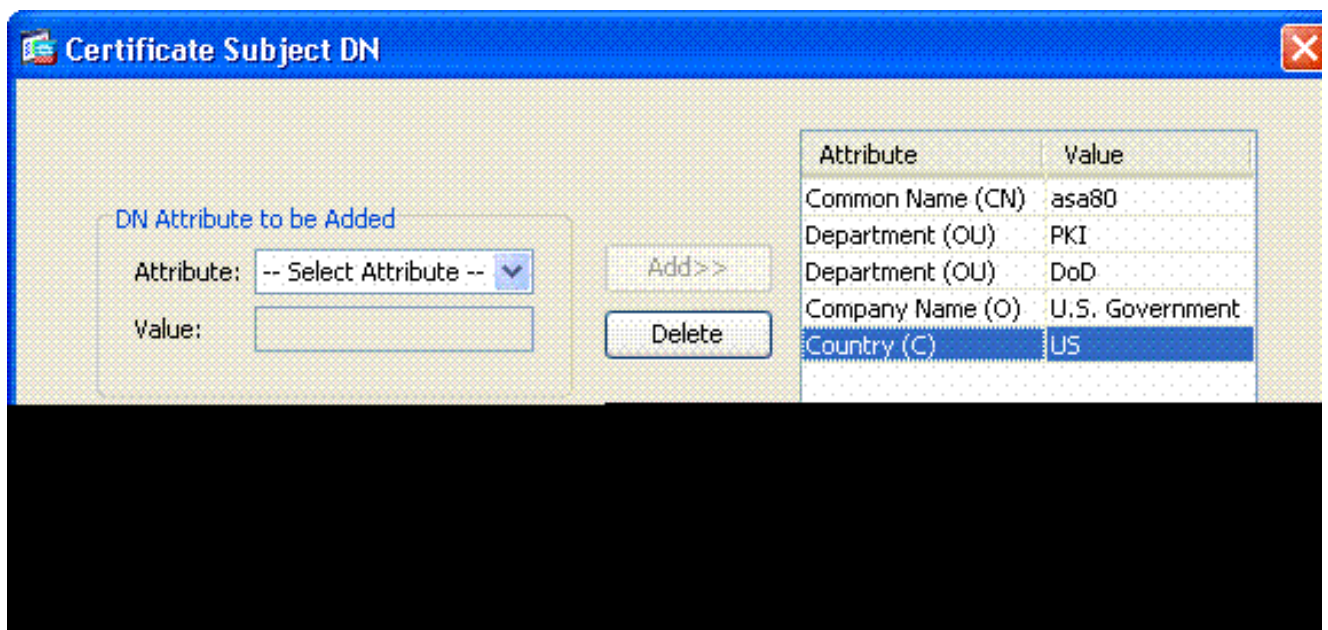 Certificate Subject DN
DN Attribute to be Added
Attribute: -- Select Attribute --
Value:
Add>>
Delete
Attribute Value
Common Name (CN) asa80
Department (OU) PKI
Department (OU) DoD
Company Name (O) U.S. Government
Country (C) US